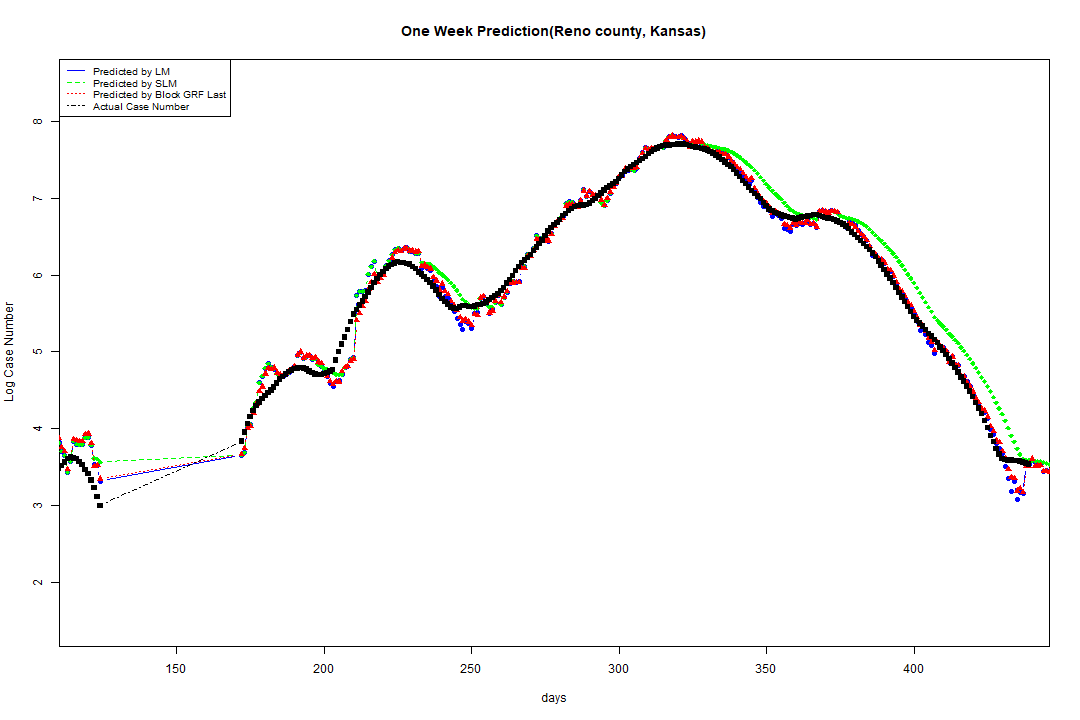 One Week Prediction(Reno county, Kansas)
Predicted by LM
Predicted by SLM
Predicted by Block GRF Last
Actual Case Number
Log Case Number
8
7
6
5
4
3
2
150 200 250 300 350 400
days